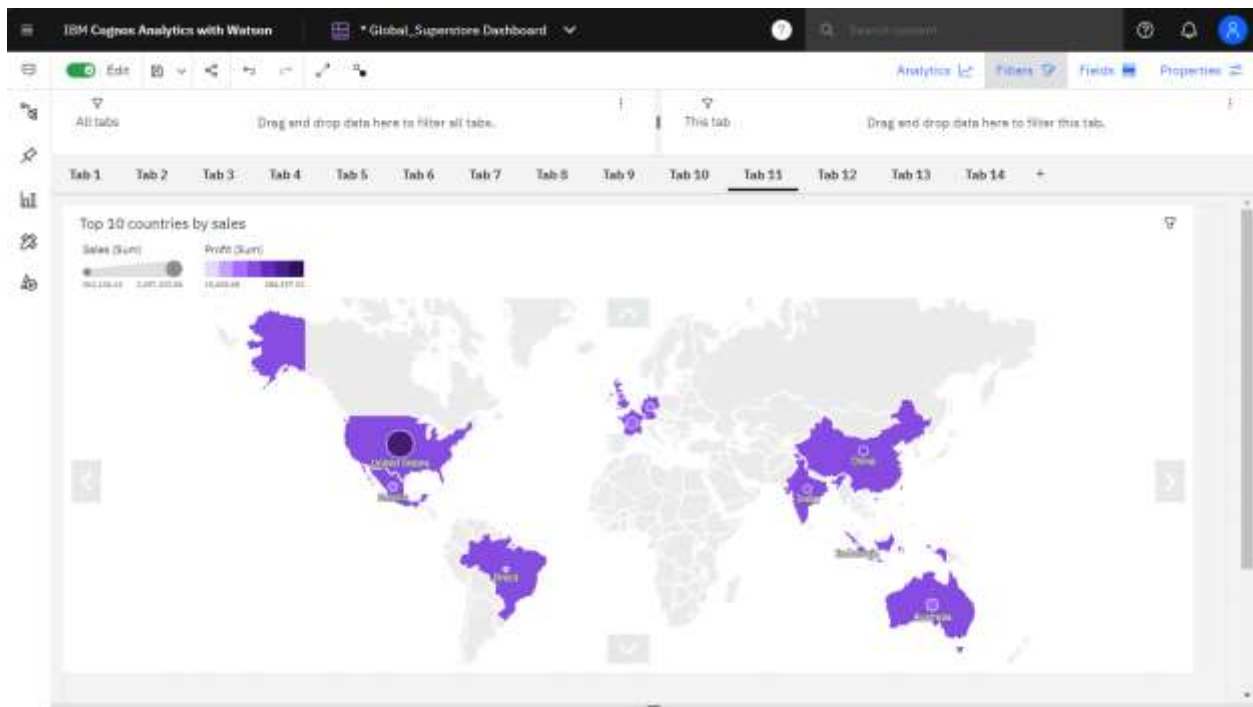 IBM Cognos Analytics with Watson
* Global_Superstore Dashboard
Search content
Edit
Analytics
Filters
Fields
Properties
All tabs
Drag and drop data here to filter all tabs.
This tab
Drag and drop data here to filter this tab.
Tab 1 Tab 2 Tab 3 Tab 4 Tab 5 Tab 6 Tab 7 Tab 8 Tab 9 Tab 10 Tab 11 Tab 12 Tab 13 Tab 14 +
Top 10 countries by sales
Sales (Sum)
Profit (Sum)
United States
Mexico
Brazil
China
India
Indonesia
Australia